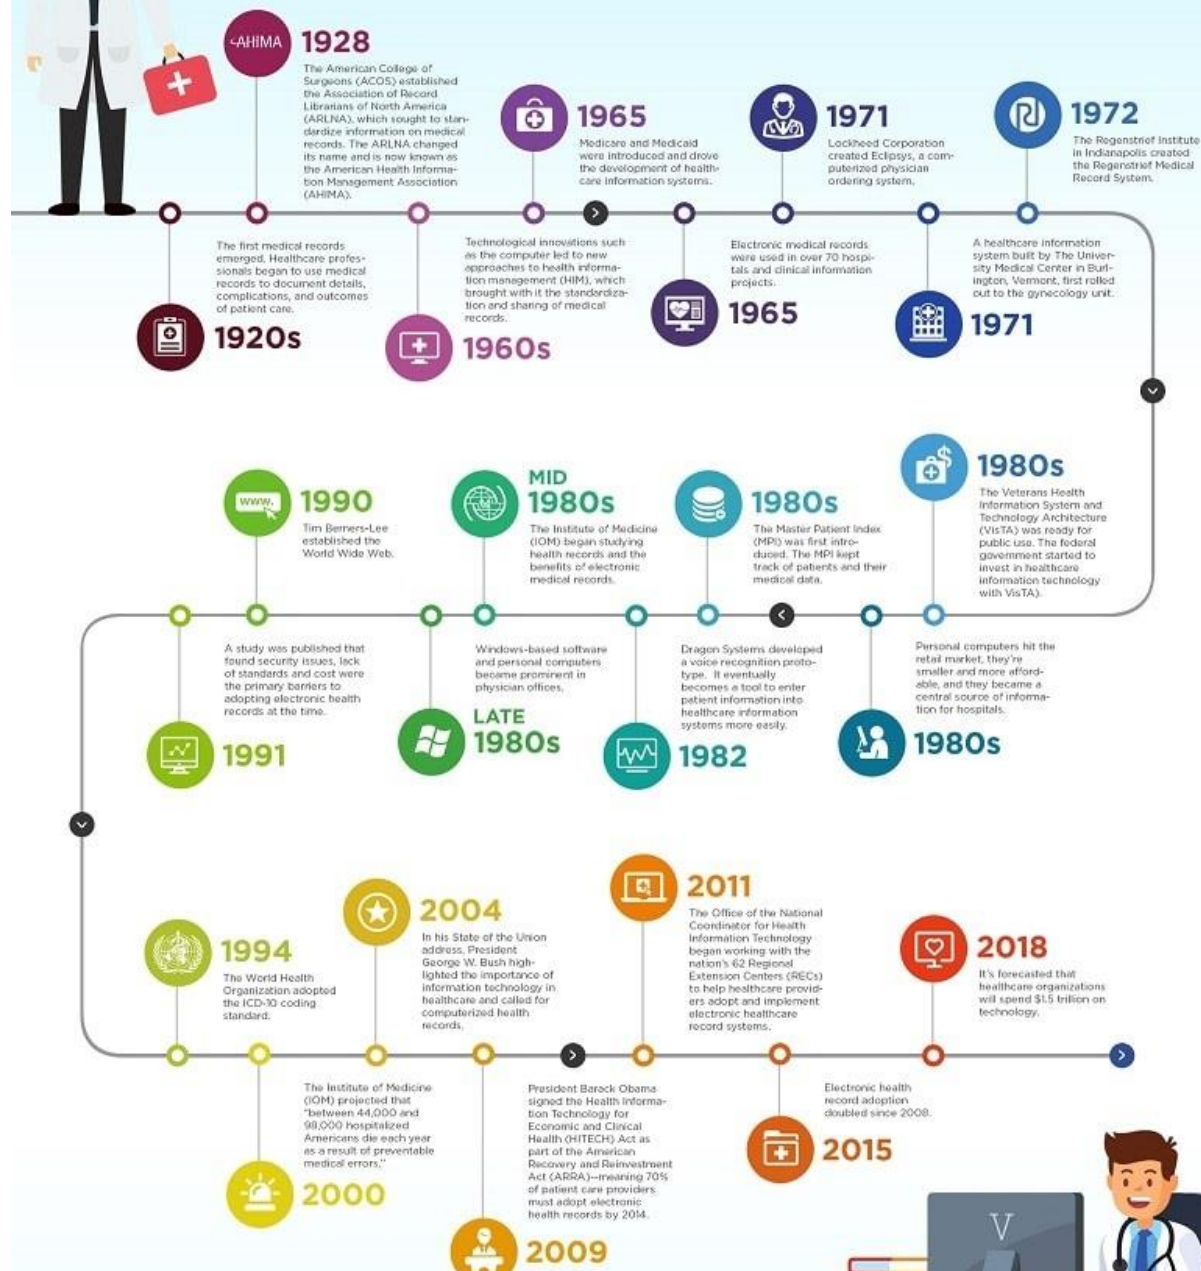 AHIMA
1928
The American College of
Surgeons (ACOS) established
the Association of Record
Librarians of North America
(ARLNA), which sought to stan-
dardize information on medical
records. The ARLNA changed
its name and is now known as
the American Health Informa-
tion Management Association
(AHIMA).
The first medical records
emerged. Healthcare profes-
sionals began to use medical
records to document details,
complications, and outcomes
of patient care.
1920s
Technological innovations such
as the computer led to new
approaches to health informa-
tion management (HIM), which
brought with it the standardiza-
tion and sharing of medical
records.
1960s
1965
Medicare and Medicaid
were introduced and drove
the development of health-
care information systems.
Electronic medical records
were used in over 70 hospi-
tals and clinical information
projects.
1965
1971
Lockheed Corporation
created Eclipsys, a com-
puterized physician
ordering system.
A healthcare information
system built by The Univer-
sity Medical Center in Burl-
ington, Vermont, first rolled
out to the gynecology unit.
1971
1972
The Regenstrief Institute
in Indianapolis created
the Regenstrief Medical
Record System.
1980s
The Veterans Health
Information System and
Technology Architecture
(VisTA) was ready for
public use. The federal
government started to
invest in healthcare
information technology
with VisTA).
Personal computers hit the
retail market, they're
smaller and more afford-
able, and they became a
central source of informa-
tion for hospitals.
1980s
1980s
The Master Patient Index
(MPI) was first intro-
duced. The MPI kept
track of patients and their
medical data.
Dragon Systems developed
a voice recognition proto-
type. It eventually
becomes a tool to enter
patient information into
healthcare information
systems more easily.
1982
MID
1980s
The Institute of Medicine
(IOM) began studying
health records and the
benefits of electronic
medical records.
Windows-based software
and personal computers
became prominent in
physician offices.
LATE
1980s
www.
1990
Tim Berners-Lee
established the
World Wide Web.
A study was published that
found security issues, lack
of standards and cost were
the primary barriers to
adopting electronic health
records at the time.
1991
1994
The World Health
Organization adopted
the ICD-10 coding
standard.
The Institute of Medicine
(IOM) projected that
"between 44,000 and
98,000 hospitalized
Americans die each year
as a result of preventable
medical errors."
2000
2004
In his State of the Union
address, President
George W. Bush high-
lighted the importance of
information technology in
healthcare and called for
computerized health
records.
President Barack Obama
signed the Health Informa-
tion Technology for
Economic and Clinical
Health (HITECH) Act as
part of the American
Recovery and Reinvestment
Act (ARRA)--meaning 70%
of patient care providers
must adopt electronic
health records by 2014.
2009
2011
The Office of the National
Coordinator for Health
Information Technology
began working with the
nation's 62 Regional
Extension Centers (RECs)
to help healthcare provid-
ers adopt and implement
electronic healthcare
record systems.
Electronic health
record adoption
doubled since 2008.
2015
2018
It's forecasted that
healthcare organizations
will spend $1.5 trillion on
technology.
V